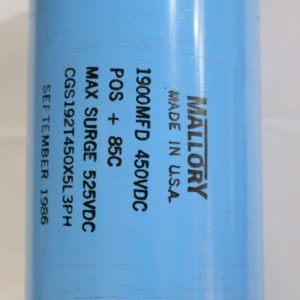 MALLORY
MADE IN U.S.A.
1900MFD 450VDC
POS + 85C
MAX SURGE 525VDC
CGS192T450X5L3PH
SEPTEMBER 1986